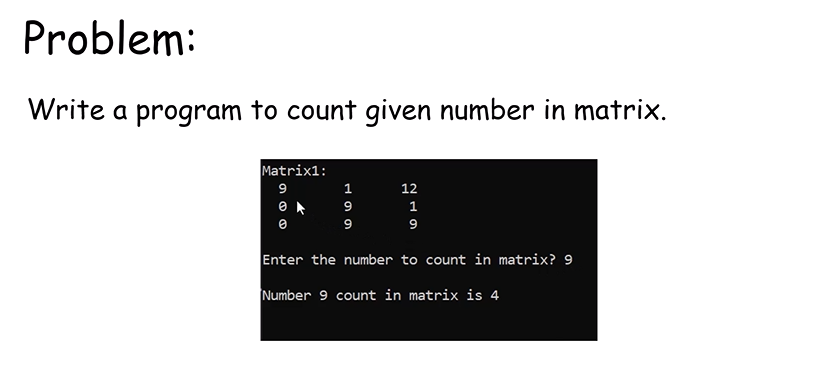 Problem:
Write a program to count given number in matrix.
Matrix1:
9 1 12
0 9 1
0 9 9
Enter the number to count in matrix? 9
Number 9 count in matrix is 4